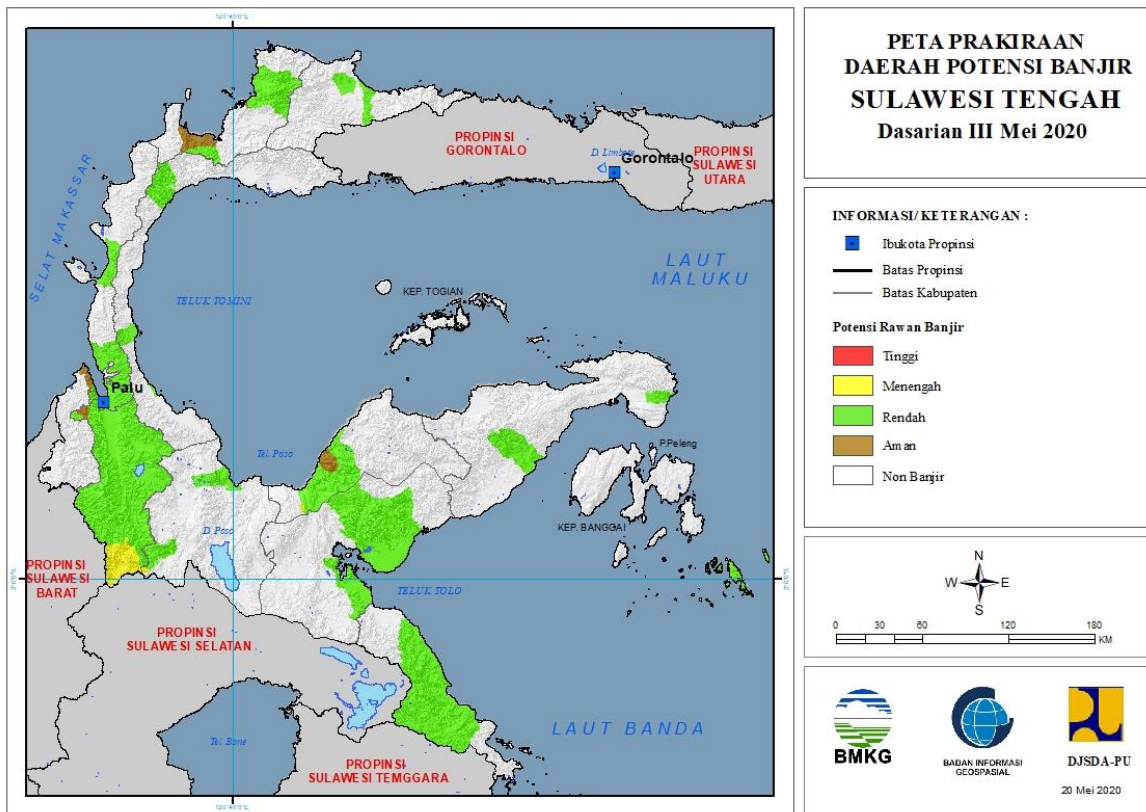 PETA PRAKIRAAN
DAERAH POTENSI BANJIR
SULAWESI TENGAH
Dasarian III Mei 2020
INFORMASI/ KETERANGAN :
Ibukota Propinsi
Batas Propinsi
Batas Kabupaten
Potensi Rawan Banjir
Tinggi
Menengah
Rendah
Aman
Non Banjir
N
W E
S
0 30 60 120 180
KM
BMKG
BADAN INFORMASI
GEOSPASIAL
DJSDA-PU
20 Mei 2020
PROPINSI
GORONTALO
D. Limboto
Gorontalo
PROPINSI
SULAWESI
UTARA
SELAT MAKASSAR
LAUT
MALUKU
TELUK TOMINI
KEP. TOGIAN
Palu
Tel. Poso
P.Peleng
KEP. BANGGAI
D. Poso
PROPINSI
SULAWESI
BARAT
TELUK TOLO
PROPINSI
SULAWESI SELATAN
LAUT BANDA
Tel. Bone
PROPINSI
SULAWESI TEMGGARA